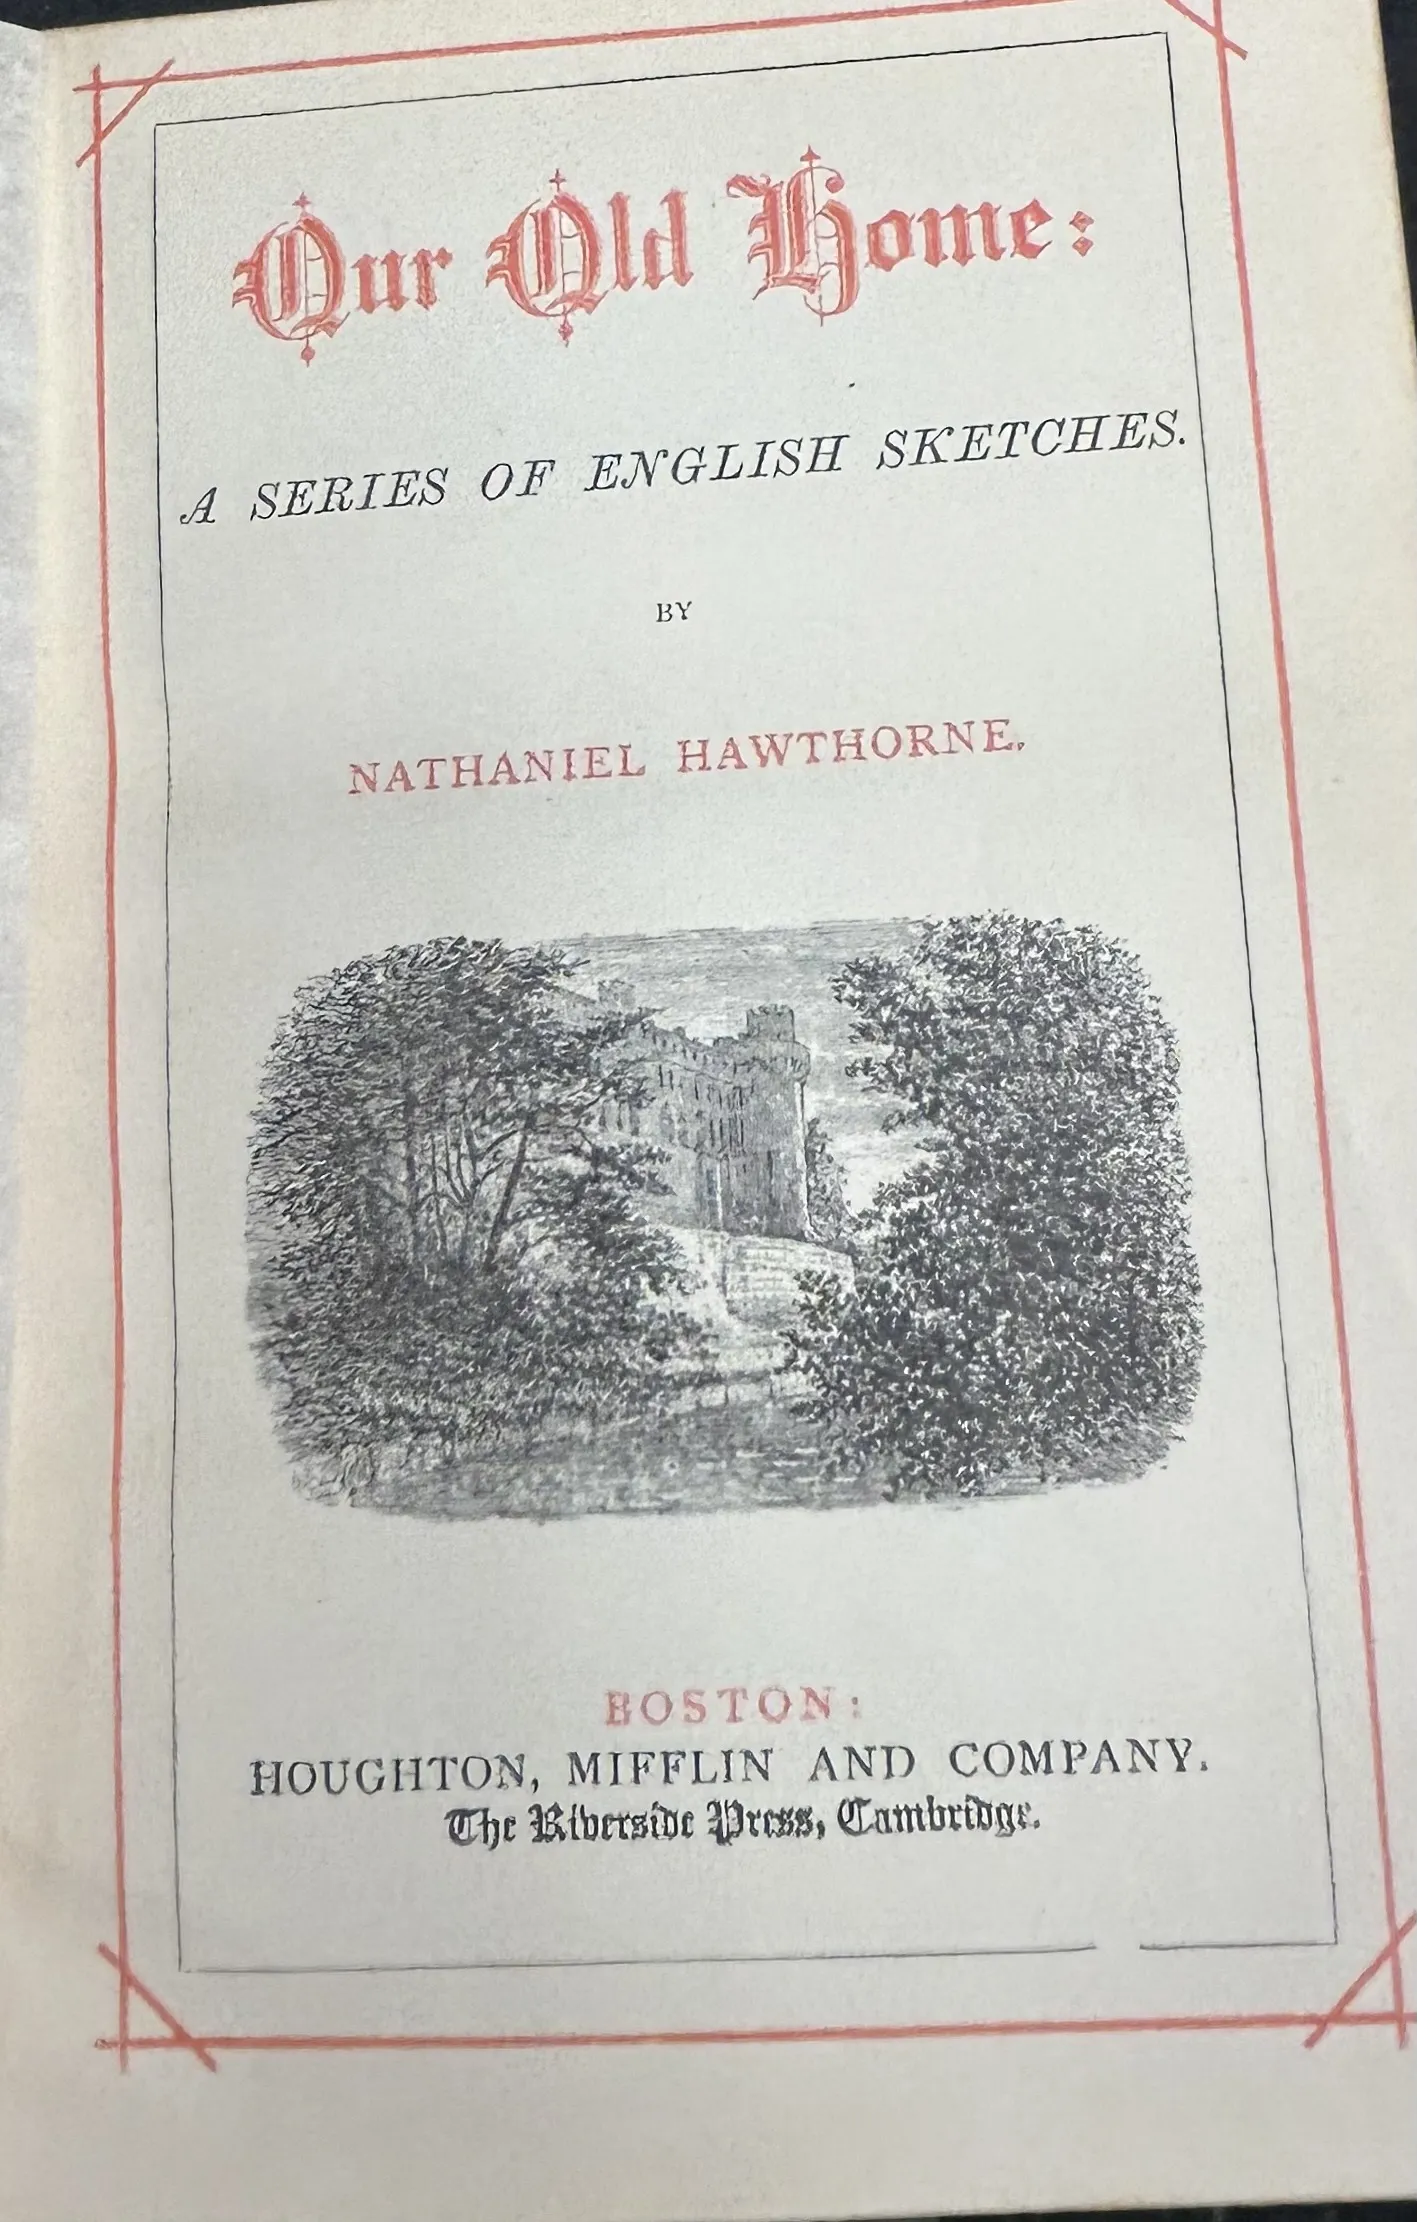 Our Old Home:
A SERIES OF ENGLISH SKETCHES.
BY
NATHANIEL HAWTHORNE.
BOSTON:
HOUGHTON, MIFFLIN AND COMPANY.
The Riverside Press, Cambridge.